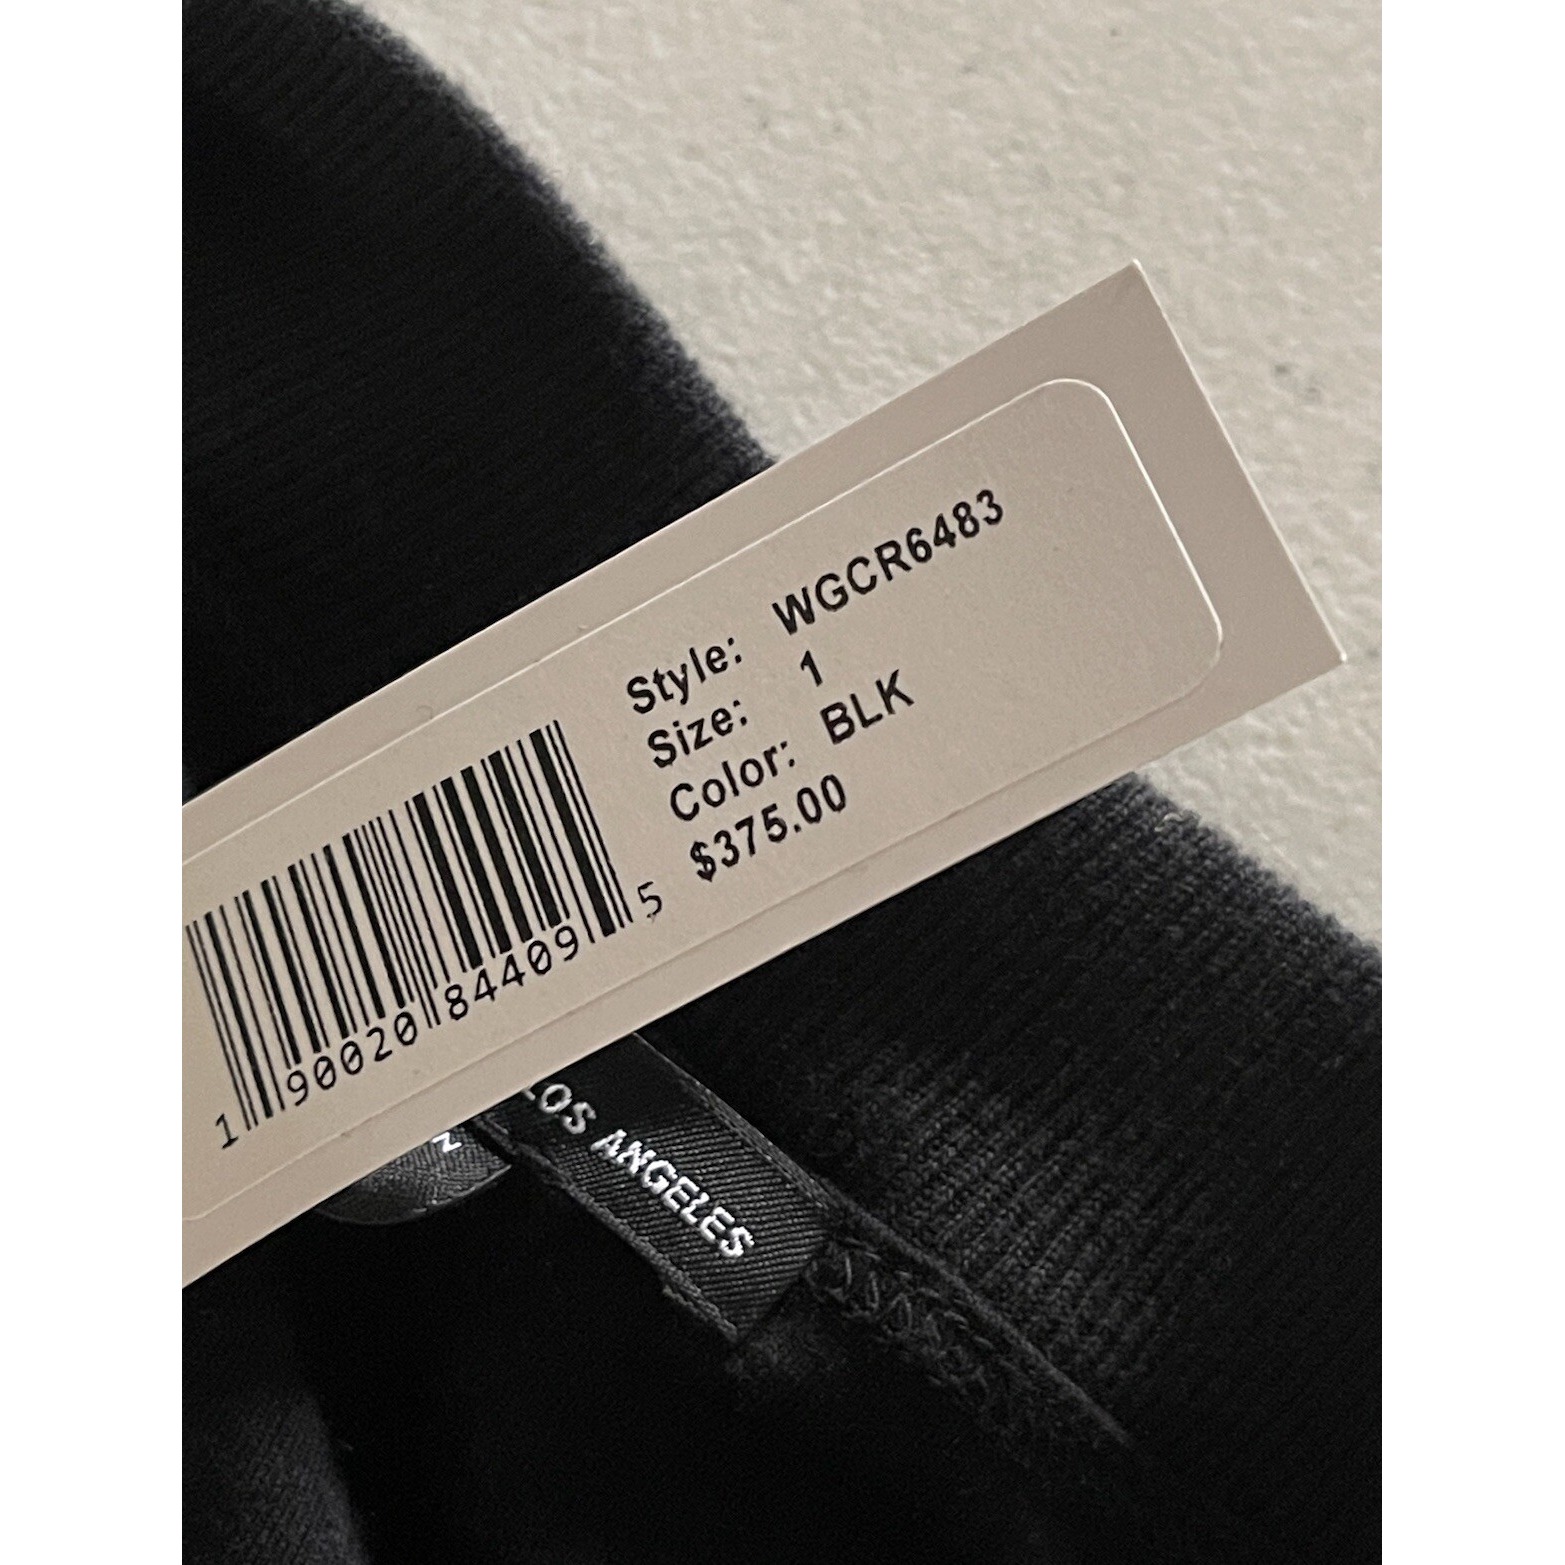 Style: WGCR6483
Size: 1
Color: BLK
$375.00
1 90020 84409 5
LOS ANGELES